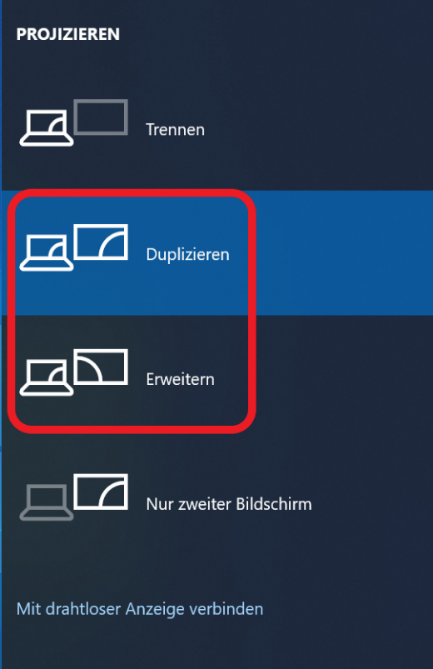 PROJIZIEREN
Trennen
Duplizieren
Erweitern
Nur zweiter Bildschirm
Mit drahtloser Anzeige verbinden